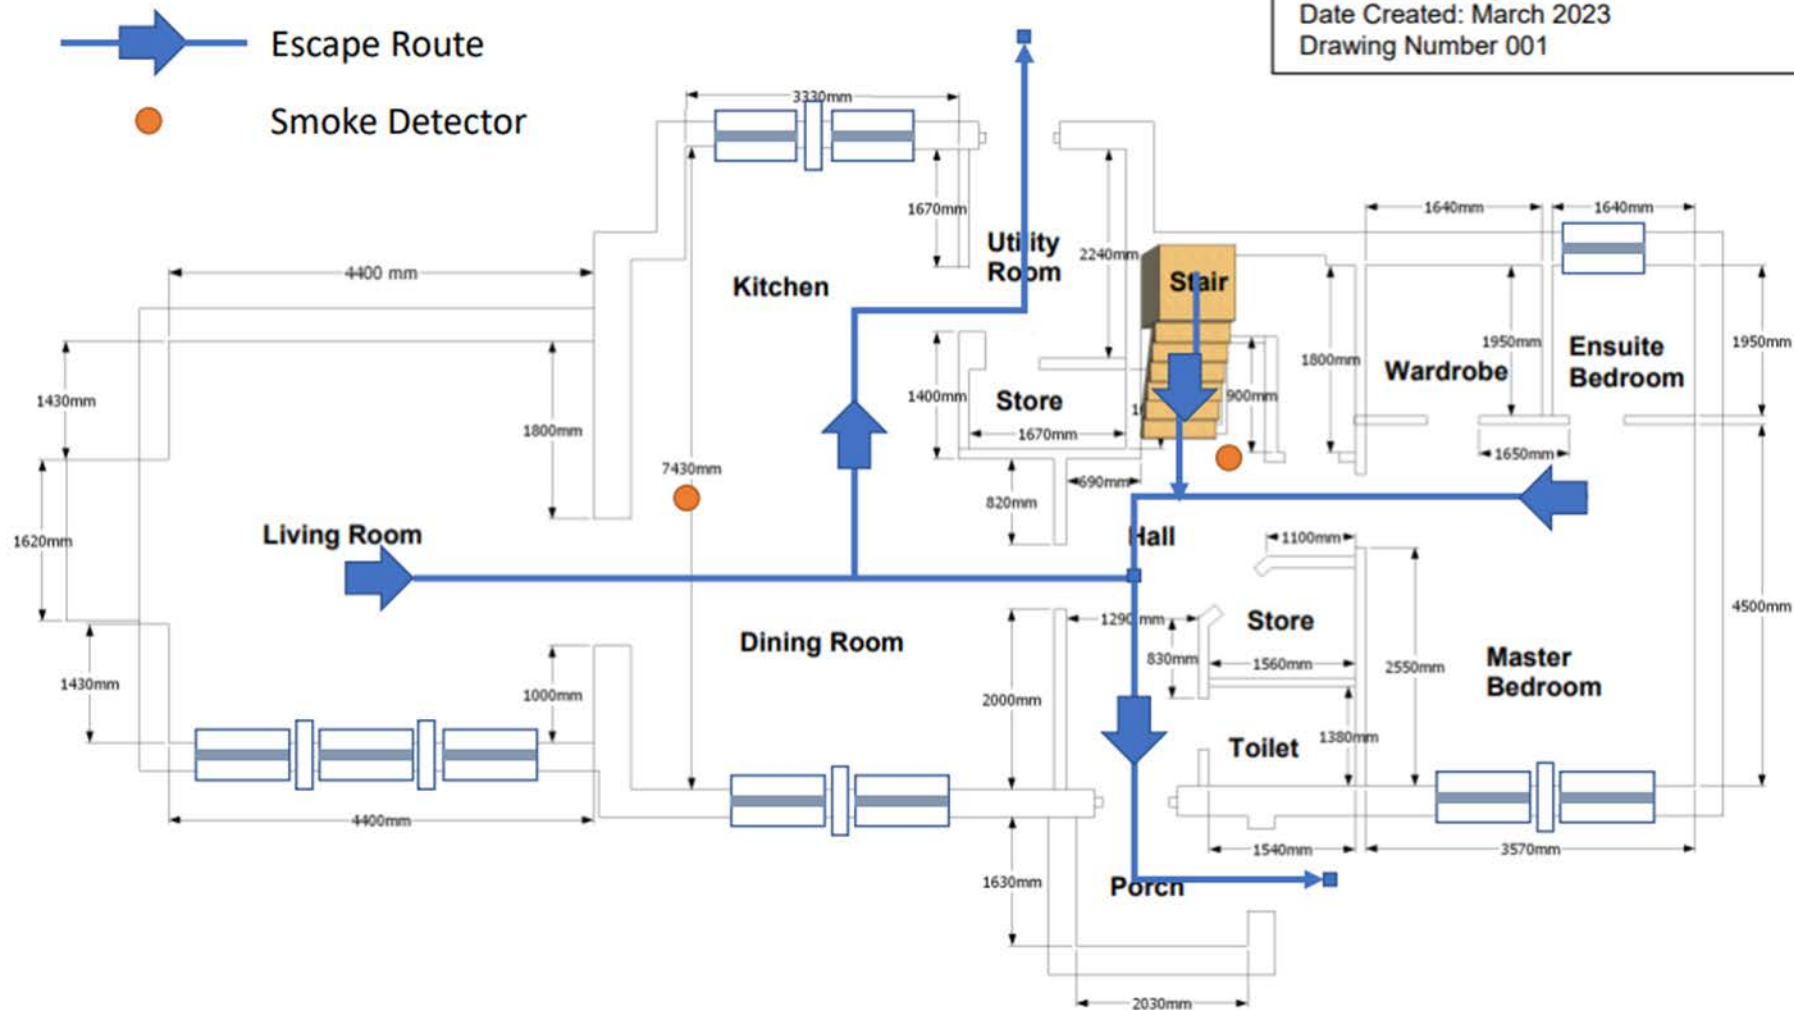 Date Created: March 2023
Drawing Number 001
Escape Route
Smoke Detector
3330mm
1670mm
Utility
Room
2240mm
Stair
1640mm
1640mm
4400 mm
Kitchen
1430mm
1800mm
1400mm
Store
1670mm
900mm
1800mm
Wardrobe
1950mm
Ensuite
Bedroom
1950mm
1650mm
7430mm
690mm
820mm
Living Room
1620mm
Hall
1100mm
Dining Room
1290mm
Store
4500mm
830mm
1560mm
2550mm
Master
Bedroom
1430mm
1000mm
2000mm
Toilet
1380mm
4400mm
1540mm
3570mm
1630mm
Porch
2030mm